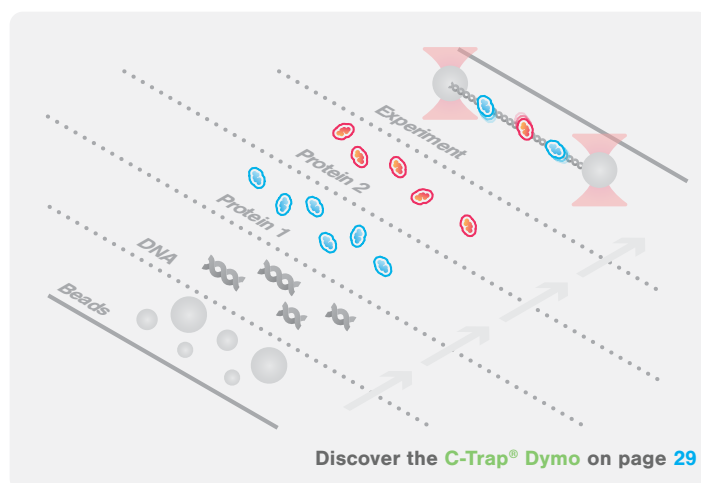 Experiment
Protein 2
Protein 1
DNA
Beads
Discover the C-Trap® Dymo on page 29